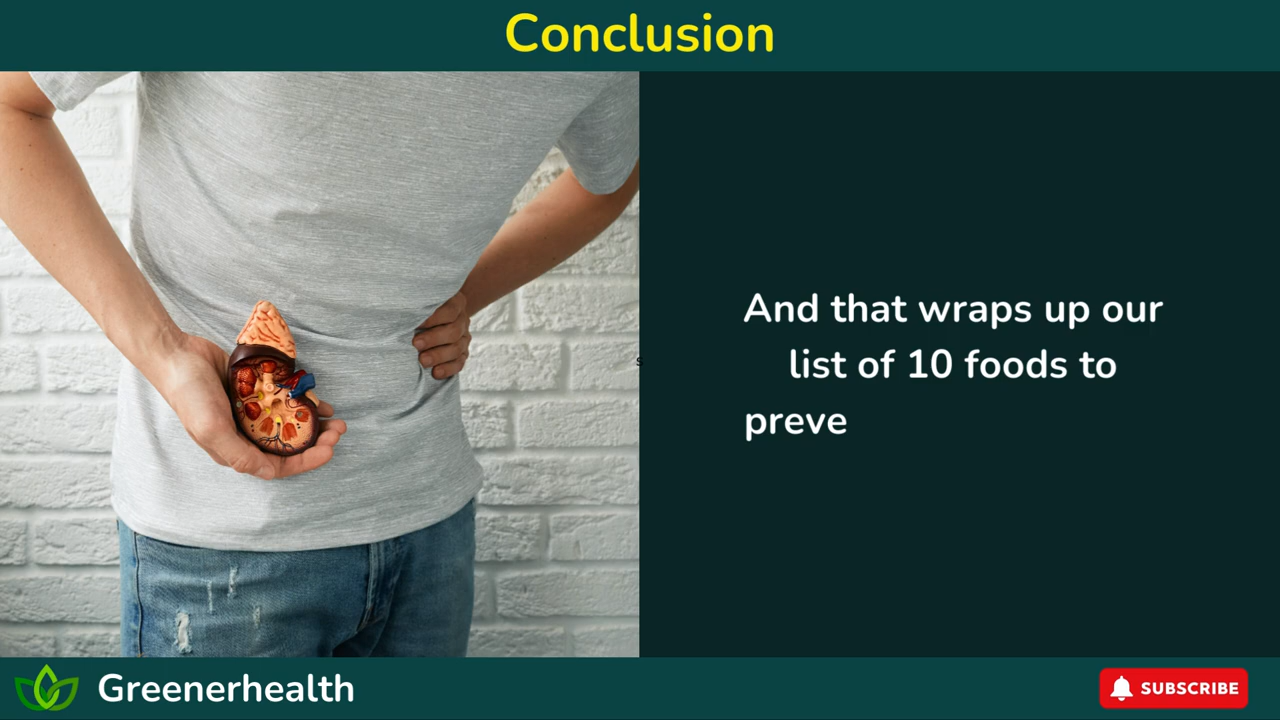 Conclusion
And that wraps up our
list of 10 foods to
preve
Greenerhealth
SUBSCRIBE